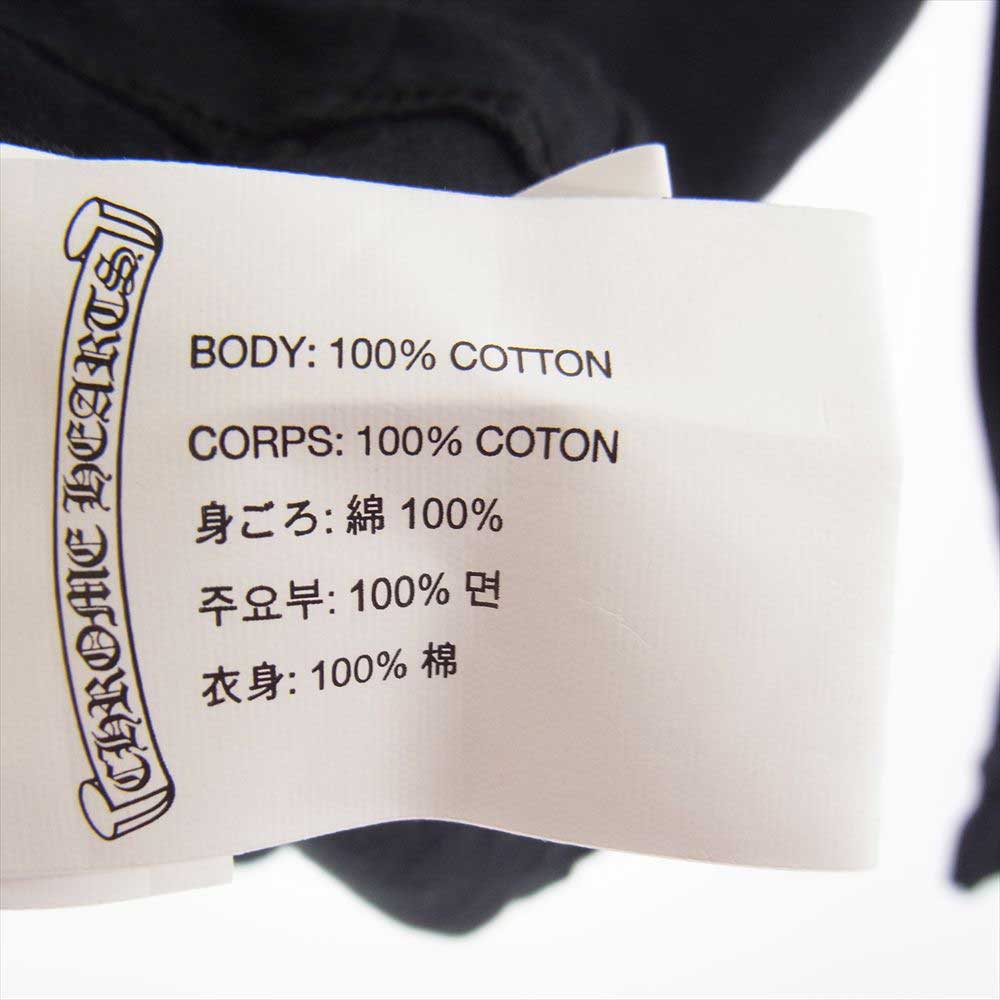 CHROME HEARTS
BODY: 100% COTTON
CORPS: 100% COTON
身ごろ: 綿 100%
주요부: 100% 면
衣身: 100% 棉